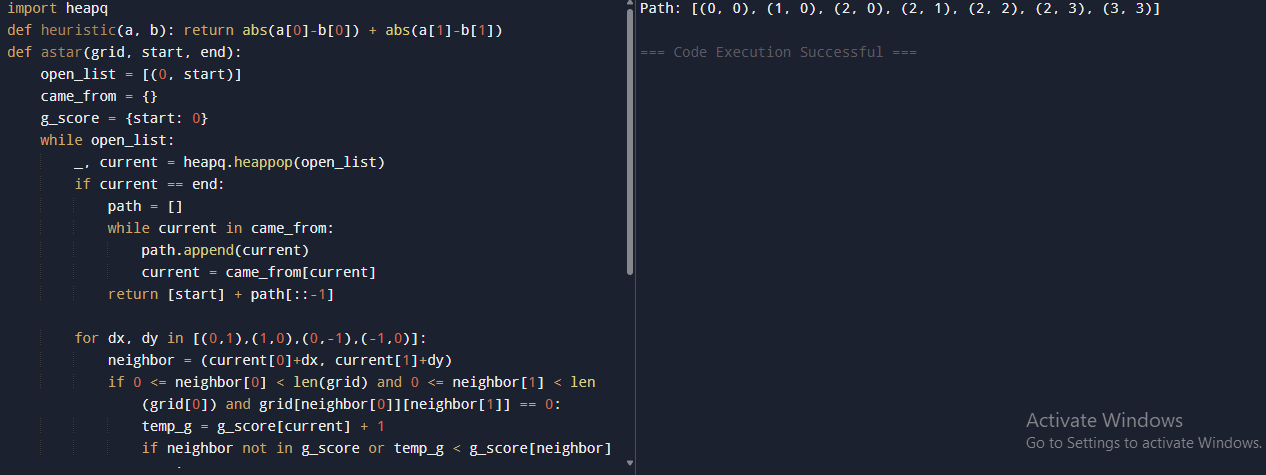 import heapq
def heuristic(a, b): return abs(a[0]-b[0]) + abs(a[1]-b[1])
def astar(grid, start, end):
    open_list = [(0, start)]
    came_from = {}
    g_score = {start: 0}
    while open_list:
        _, current = heapq.heappop(open_list)
        if current == end:
            path = []
            while current in came_from:
                path.append(current)
                current = came_from[current]
            return [start] + path[::-1]
        for dx, dy in [(0,1),(1,0),(0,-1),(-1,0)]:
            neighbor = (current[0]+dx, current[1]+dy)
            if 0 <= neighbor[0] < len(grid) and 0 <= neighbor[1] < len
                (grid[0]) and grid[neighbor[0]][neighbor[1]] == 0:
                temp_g = g_score[current] + 1
                if neighbor not in g_score or temp_g < g_score[neighbor]
Path: [(0, 0), (1, 0), (2, 0), (2, 1), (2, 2), (2, 3), (3, 3)]
=== Code Execution Successful ===
Activate Windows
Go to Settings to activate Windows.